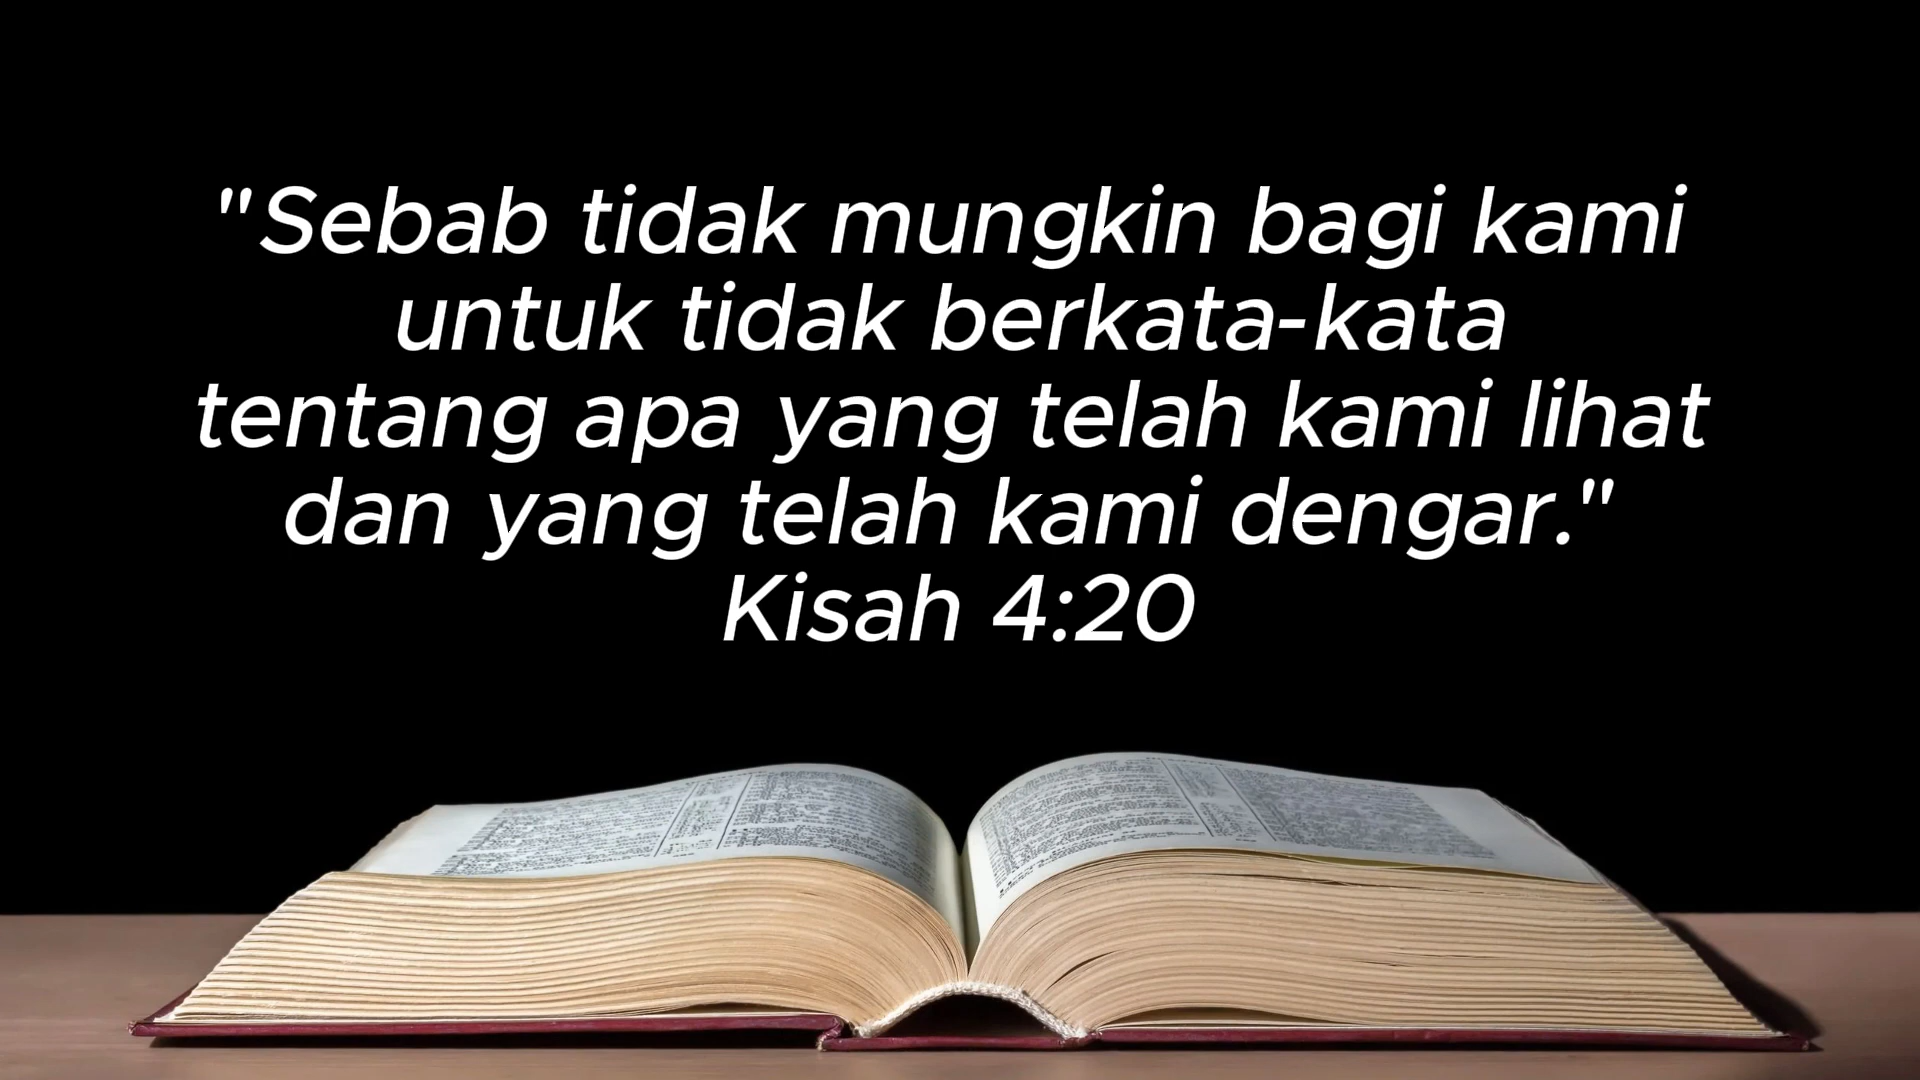 "Sebab tidak mungkin bagi kami
untuk tidak berkata-kata
tentang apa yang telah kami lihat
dan yang telah kami dengar."
Kisah 4:20